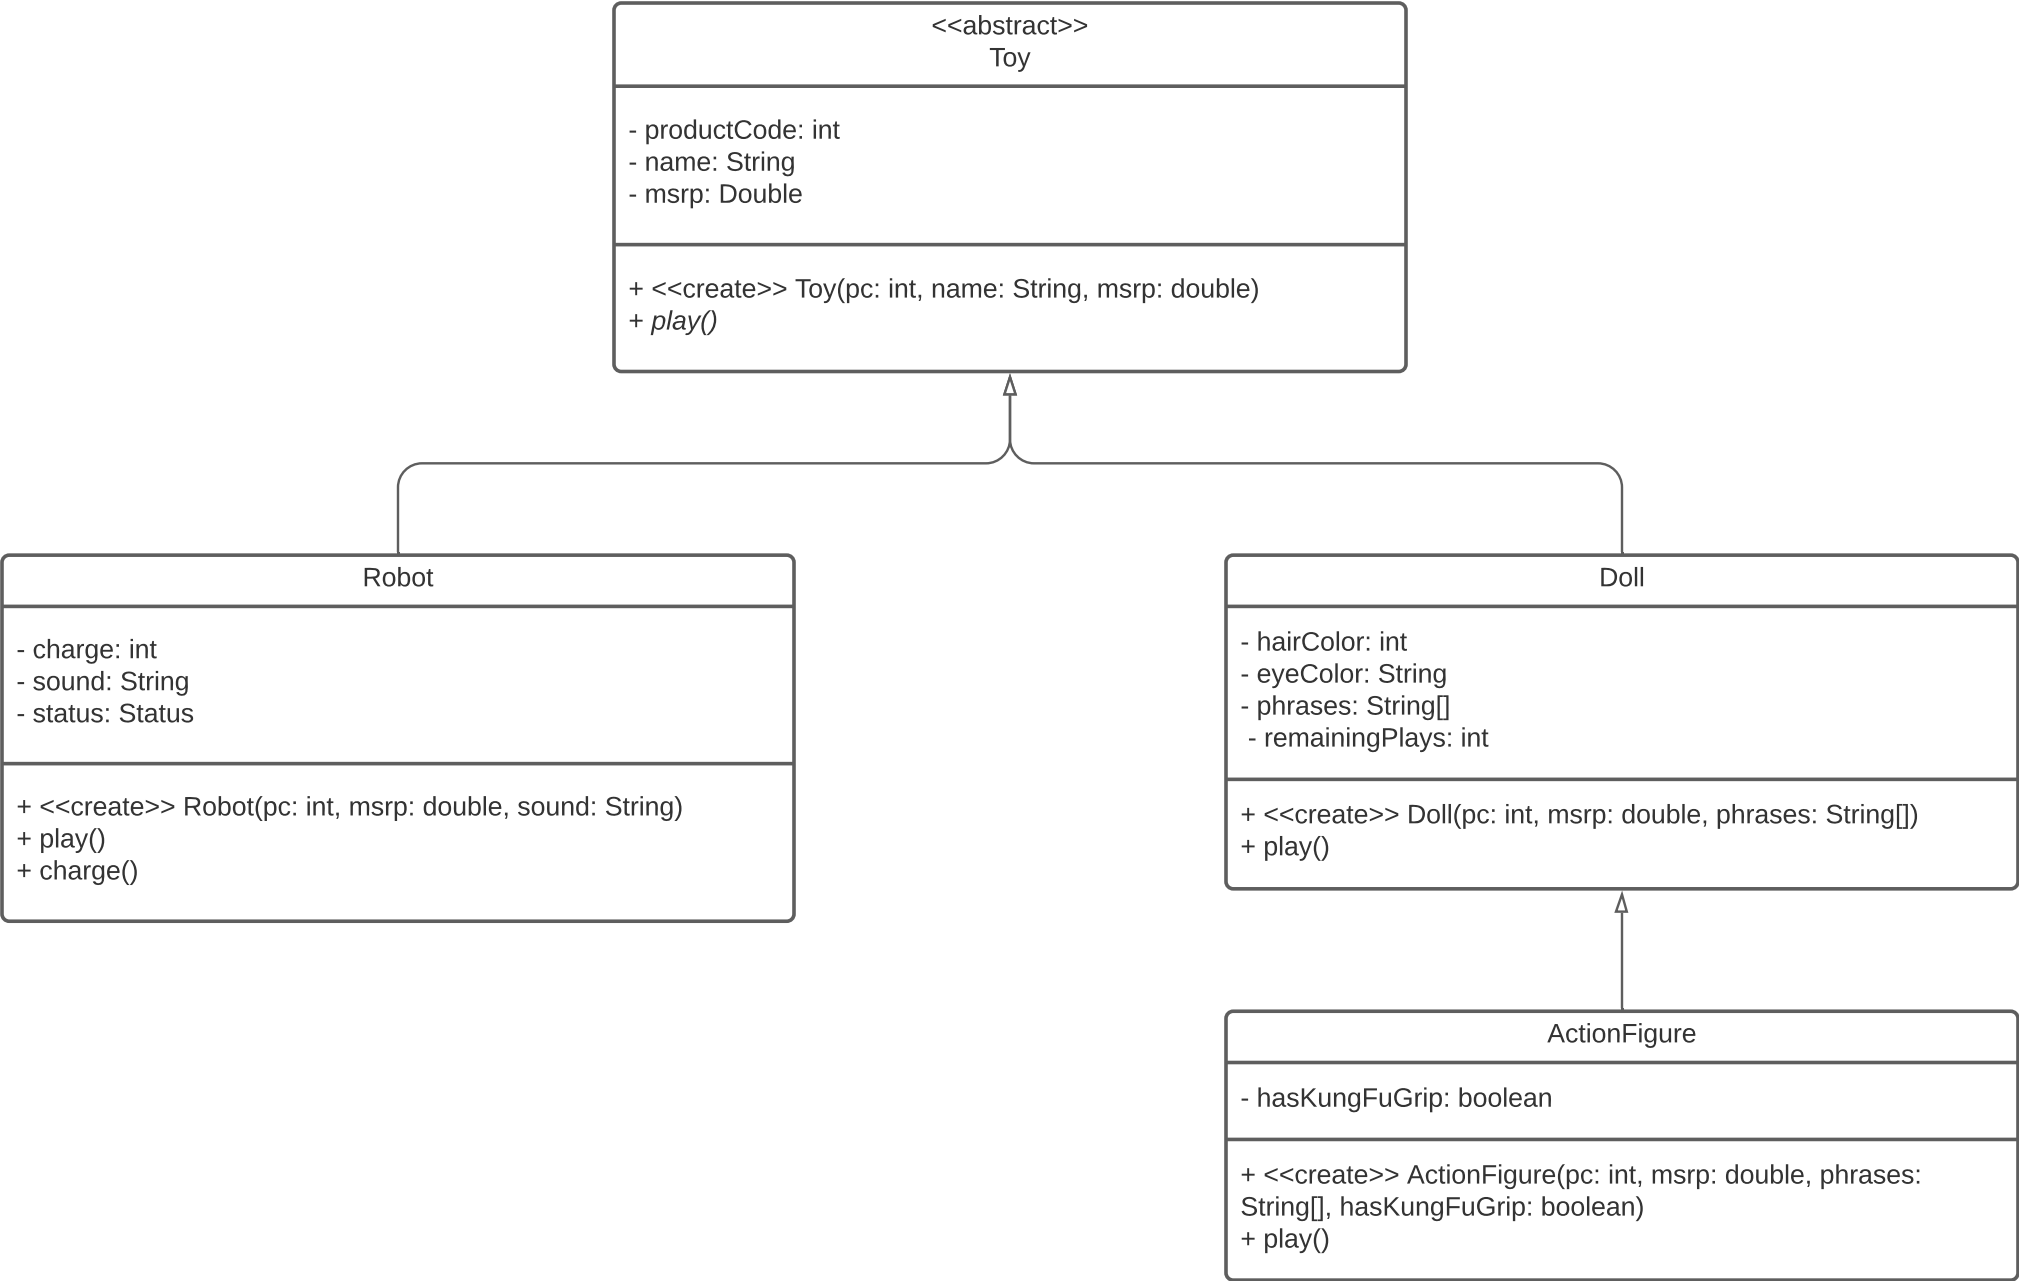 <<abstract>>
Toy
- productCode: int
- name: String
- msrp: Double
+ <<create>> Toy(pc: int, name: String, msrp: double)
+ play()
Robot
- charge: int
- sound: String
- status: Status
+ <<create>> Robot(pc: int, msrp: double, sound: String)
+ play()
+ charge()
Doll
- hairColor: int
- eyeColor: String
- phrases: String[]
- remainingPlays: int
+ <<create>> Doll(pc: int, msrp: double, phrases: String[])
+ play()
ActionFigure
- hasKungFuGrip: boolean
+ <<create>> ActionFigure(pc: int, msrp: double, phrases:
String[], hasKungFuGrip: boolean)
+ play()